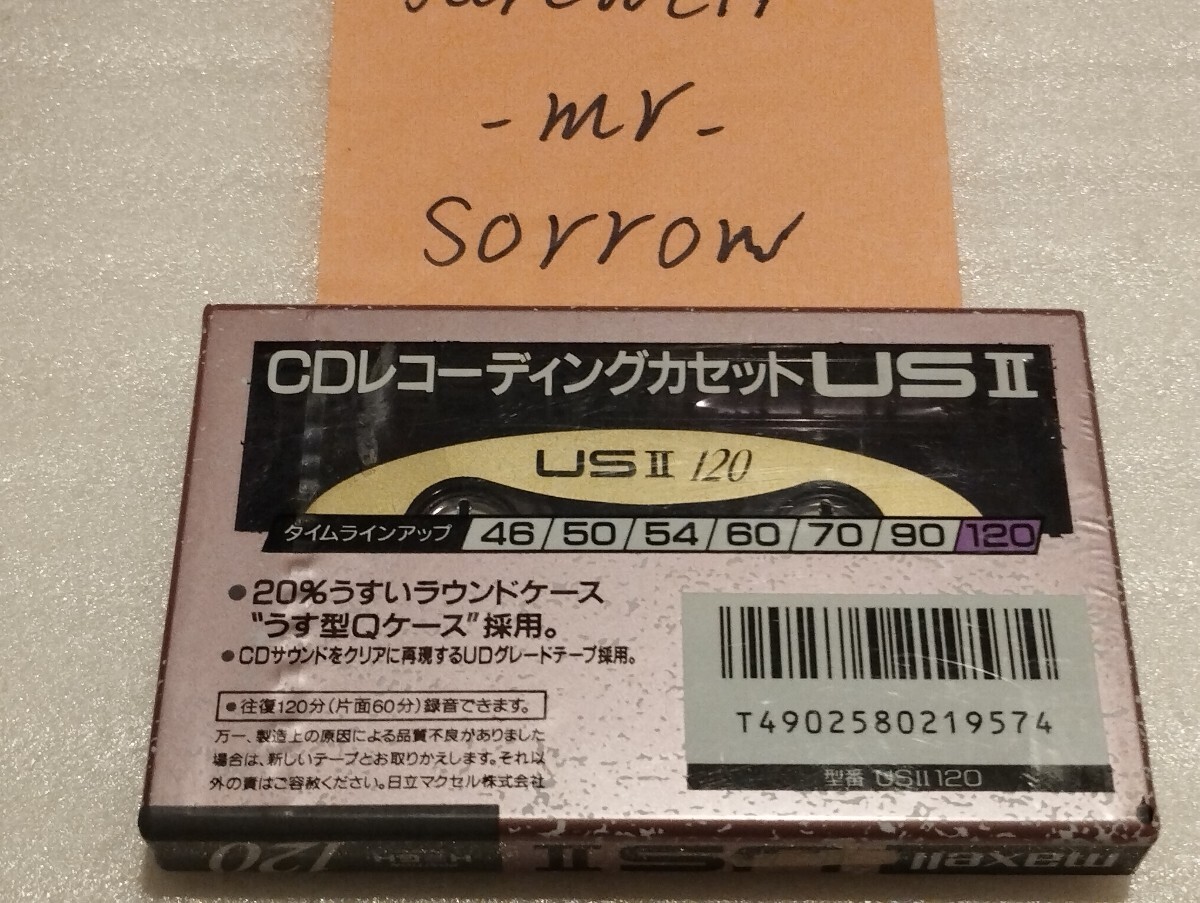 -mr-
sorrow
CDレコーディングカセットUSⅡ
USⅡ 120
タイムラインアップ 46/50/54/60/70/90/120
●20%うすいラウンドケース
"うす型Qケース"採用。
●CDサウンドをクリアに再現するUDグレードテープ採用。
●往復120分(片面60分)録音できます。
万一、製造上の原因による品質不良がありました
場合は、新しいテープとお取りかえします。それ以
外の責はご容赦ください。日立マクセル株式会社
T4902580219574
型番 USⅡ120
maxell USⅡ HIGH 120